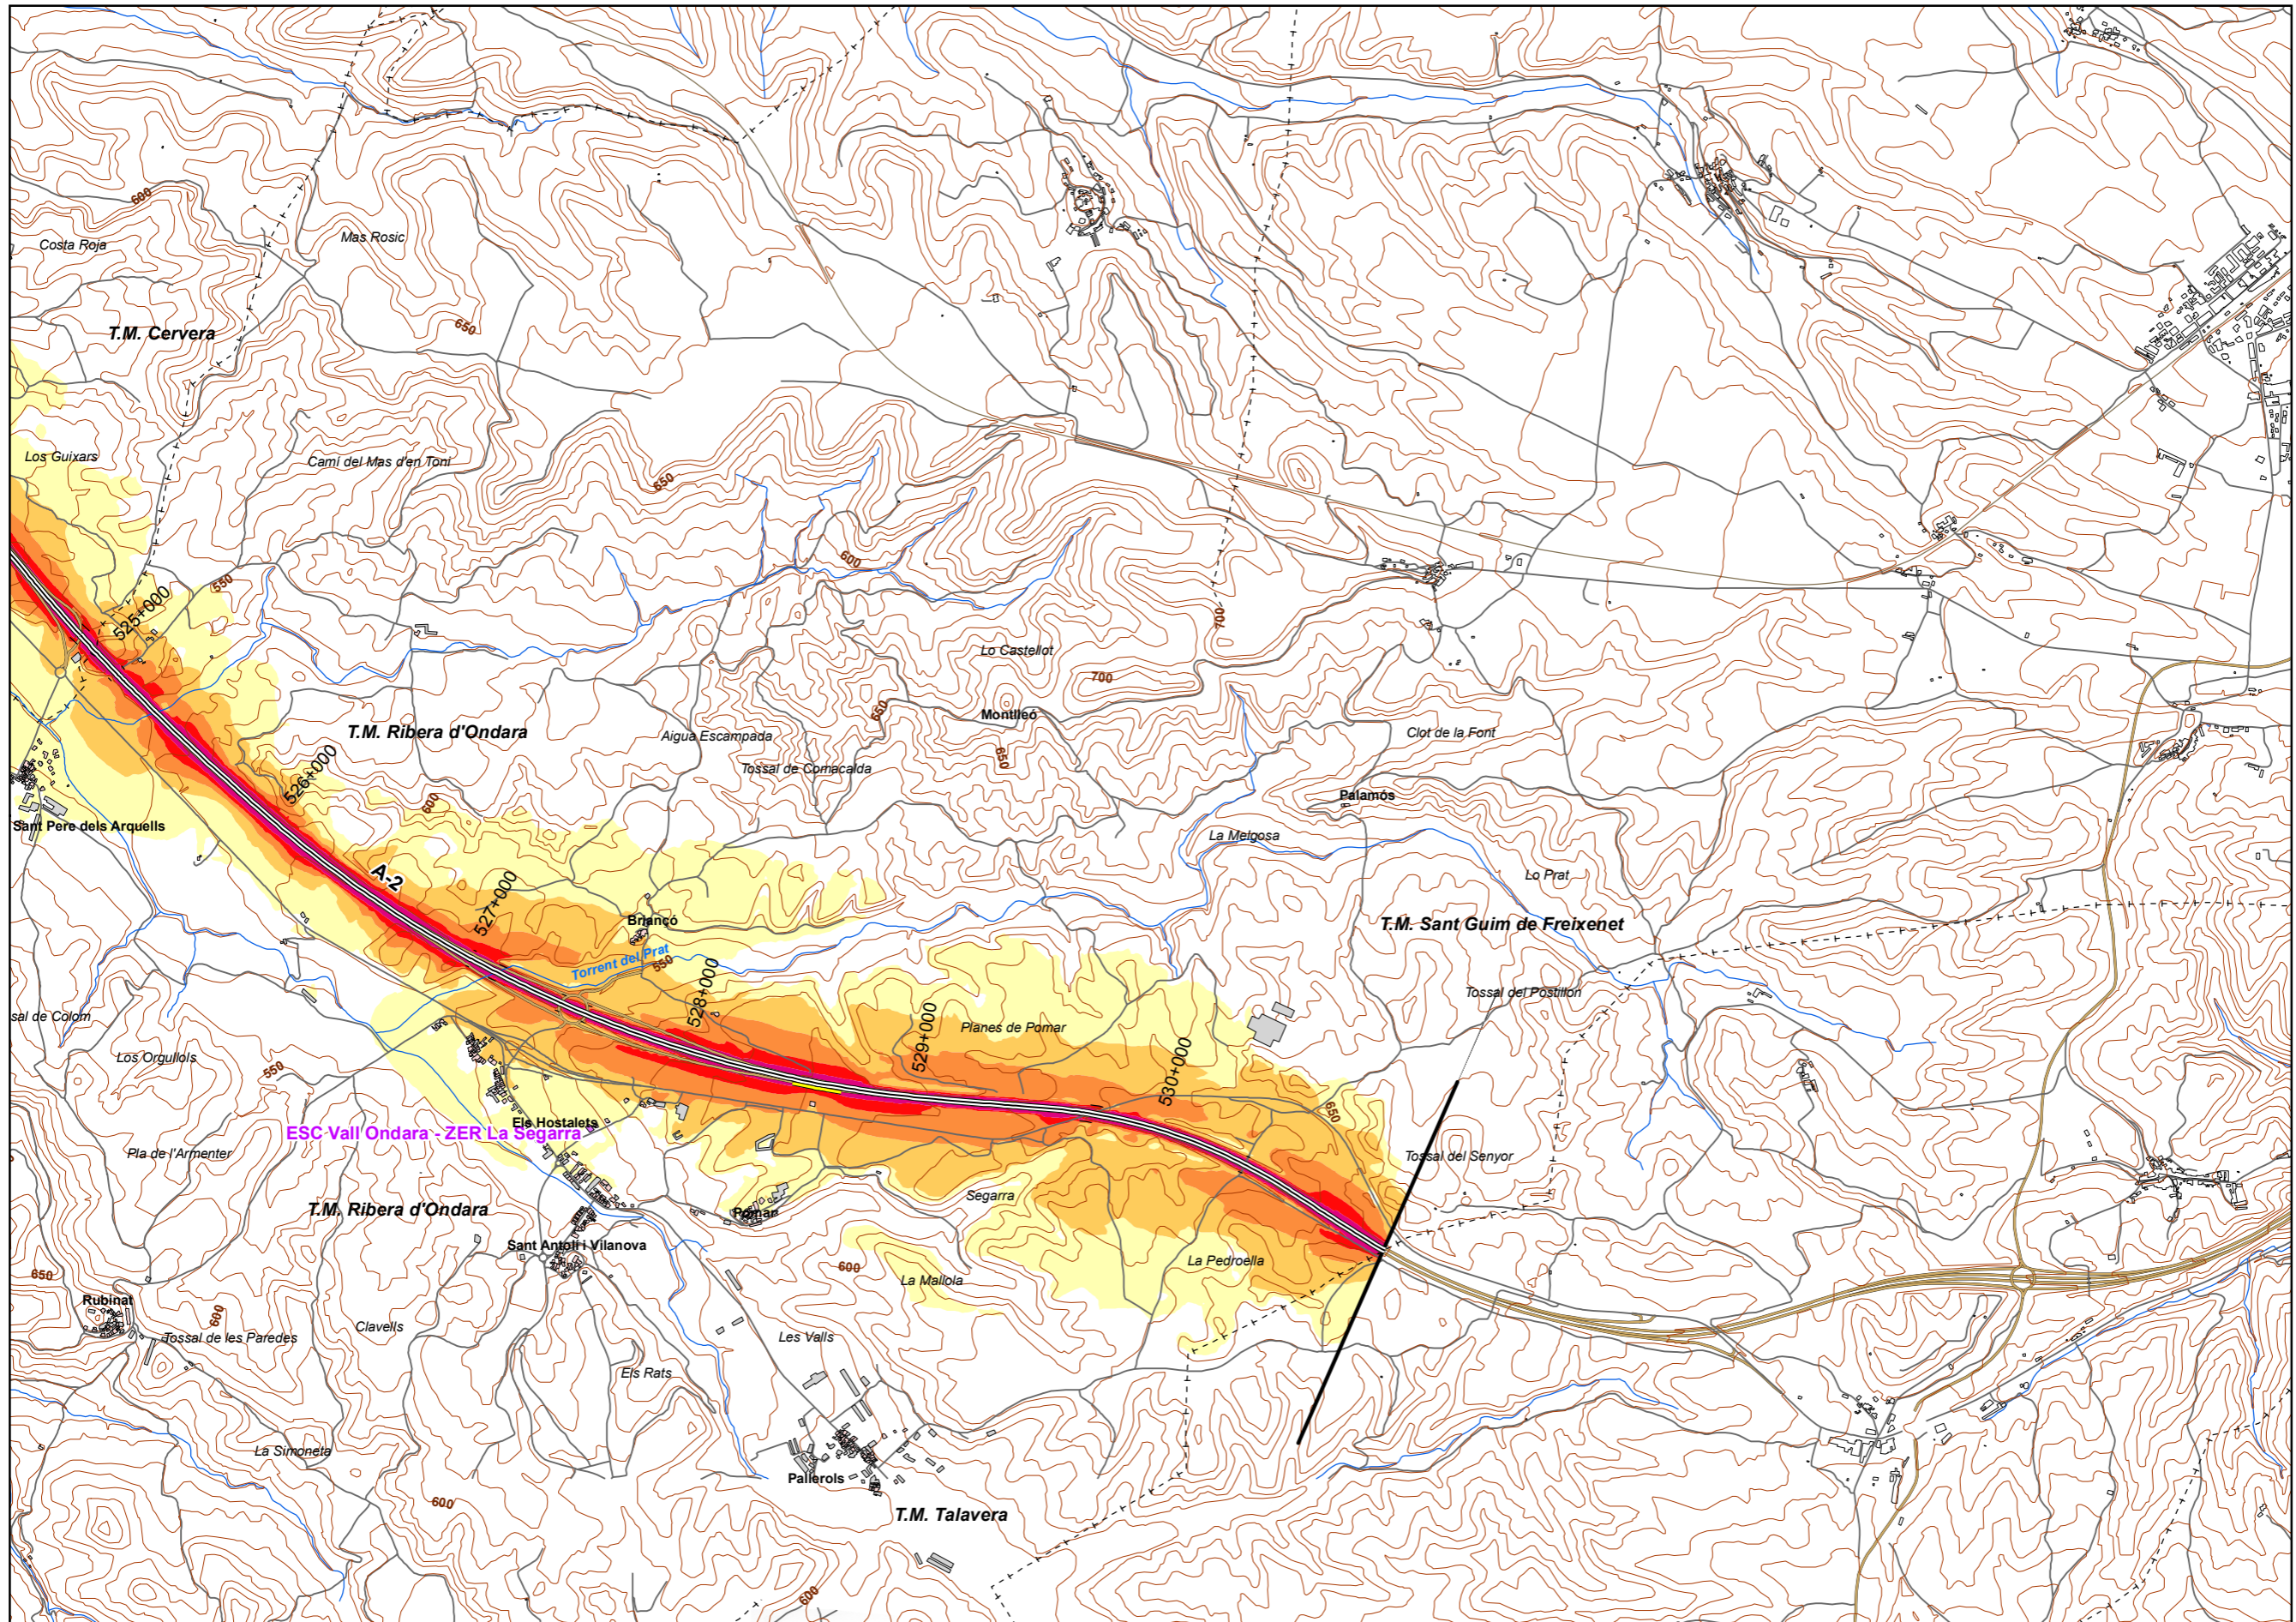 600
Costa Roja
Mas Rosic
T.M. Cervera
650
Los Guixars
Camí del Mas d'en Toni
650
600
550
525+000
700
Lo Castellot
700
650
Montlleó
T.M. Ribera d'Ondara
Aigua Escampada
Clot de la Font
650
Tossal de Comacalda
526+000
600
Palamós
Sant Pere dels Arquells
La Melgosa
A-2
Lo Prat
527+000
Briançó
T.M. Sant Guim de Freixenet
Torrent del Prat
550
528+000
Tossal del Postillon
sal de Colom
Planes de Pomar
529+000
Los Orgullols
550
530+000
650
Els Hostalets
ESC Vall Ondara - ZER La Segarra
Pla de l'Armenter
Tossal del Senyor
Segarra
T.M. Ribera d'Ondara
Pomar
Sant Antolí i Vilanova
La Pedroella
600
650
La Mallola
Rubinat
600
Clavells
Tossal de les Paredes
Les Valls
Els Rats
La Simoneta
Pallerols
600
T.M. Talavera
600